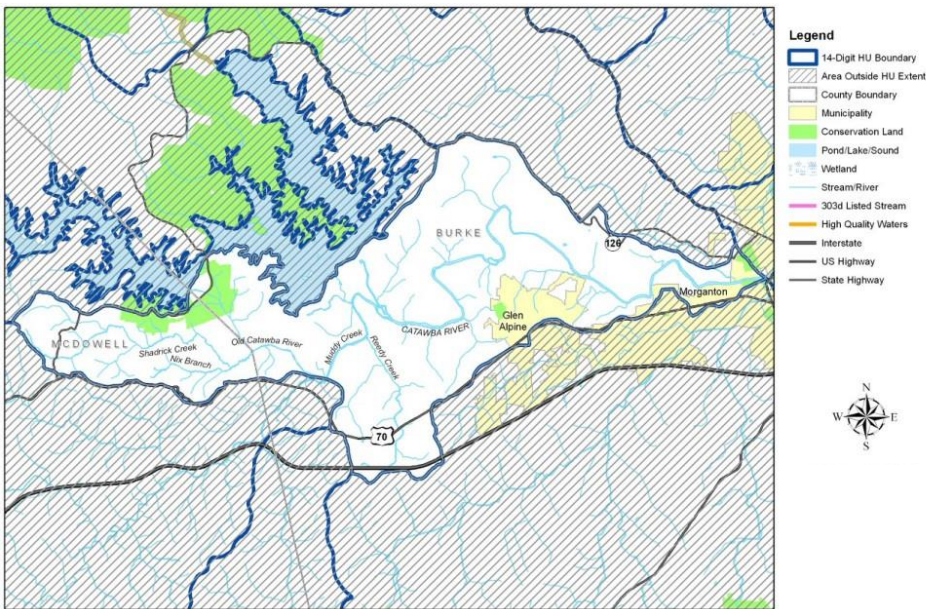 BURKE
126
Morganton
Glen
Alpine
CATAWBA RIVER
MCDOWELL
Shadrick Creek
Nix Branch
Old Catawba River
Muddy Creek
Reedy Creek
70
Legend
14-Digit HU Boundary
Area Outside HU Extent
County Boundary
Municipality
Conservation Land
Pond/Lake/Sound
Wetland
Stream/River
303d Listed Stream
High Quality Waters
Interstate
US Highway
State Highway
N
W E
S